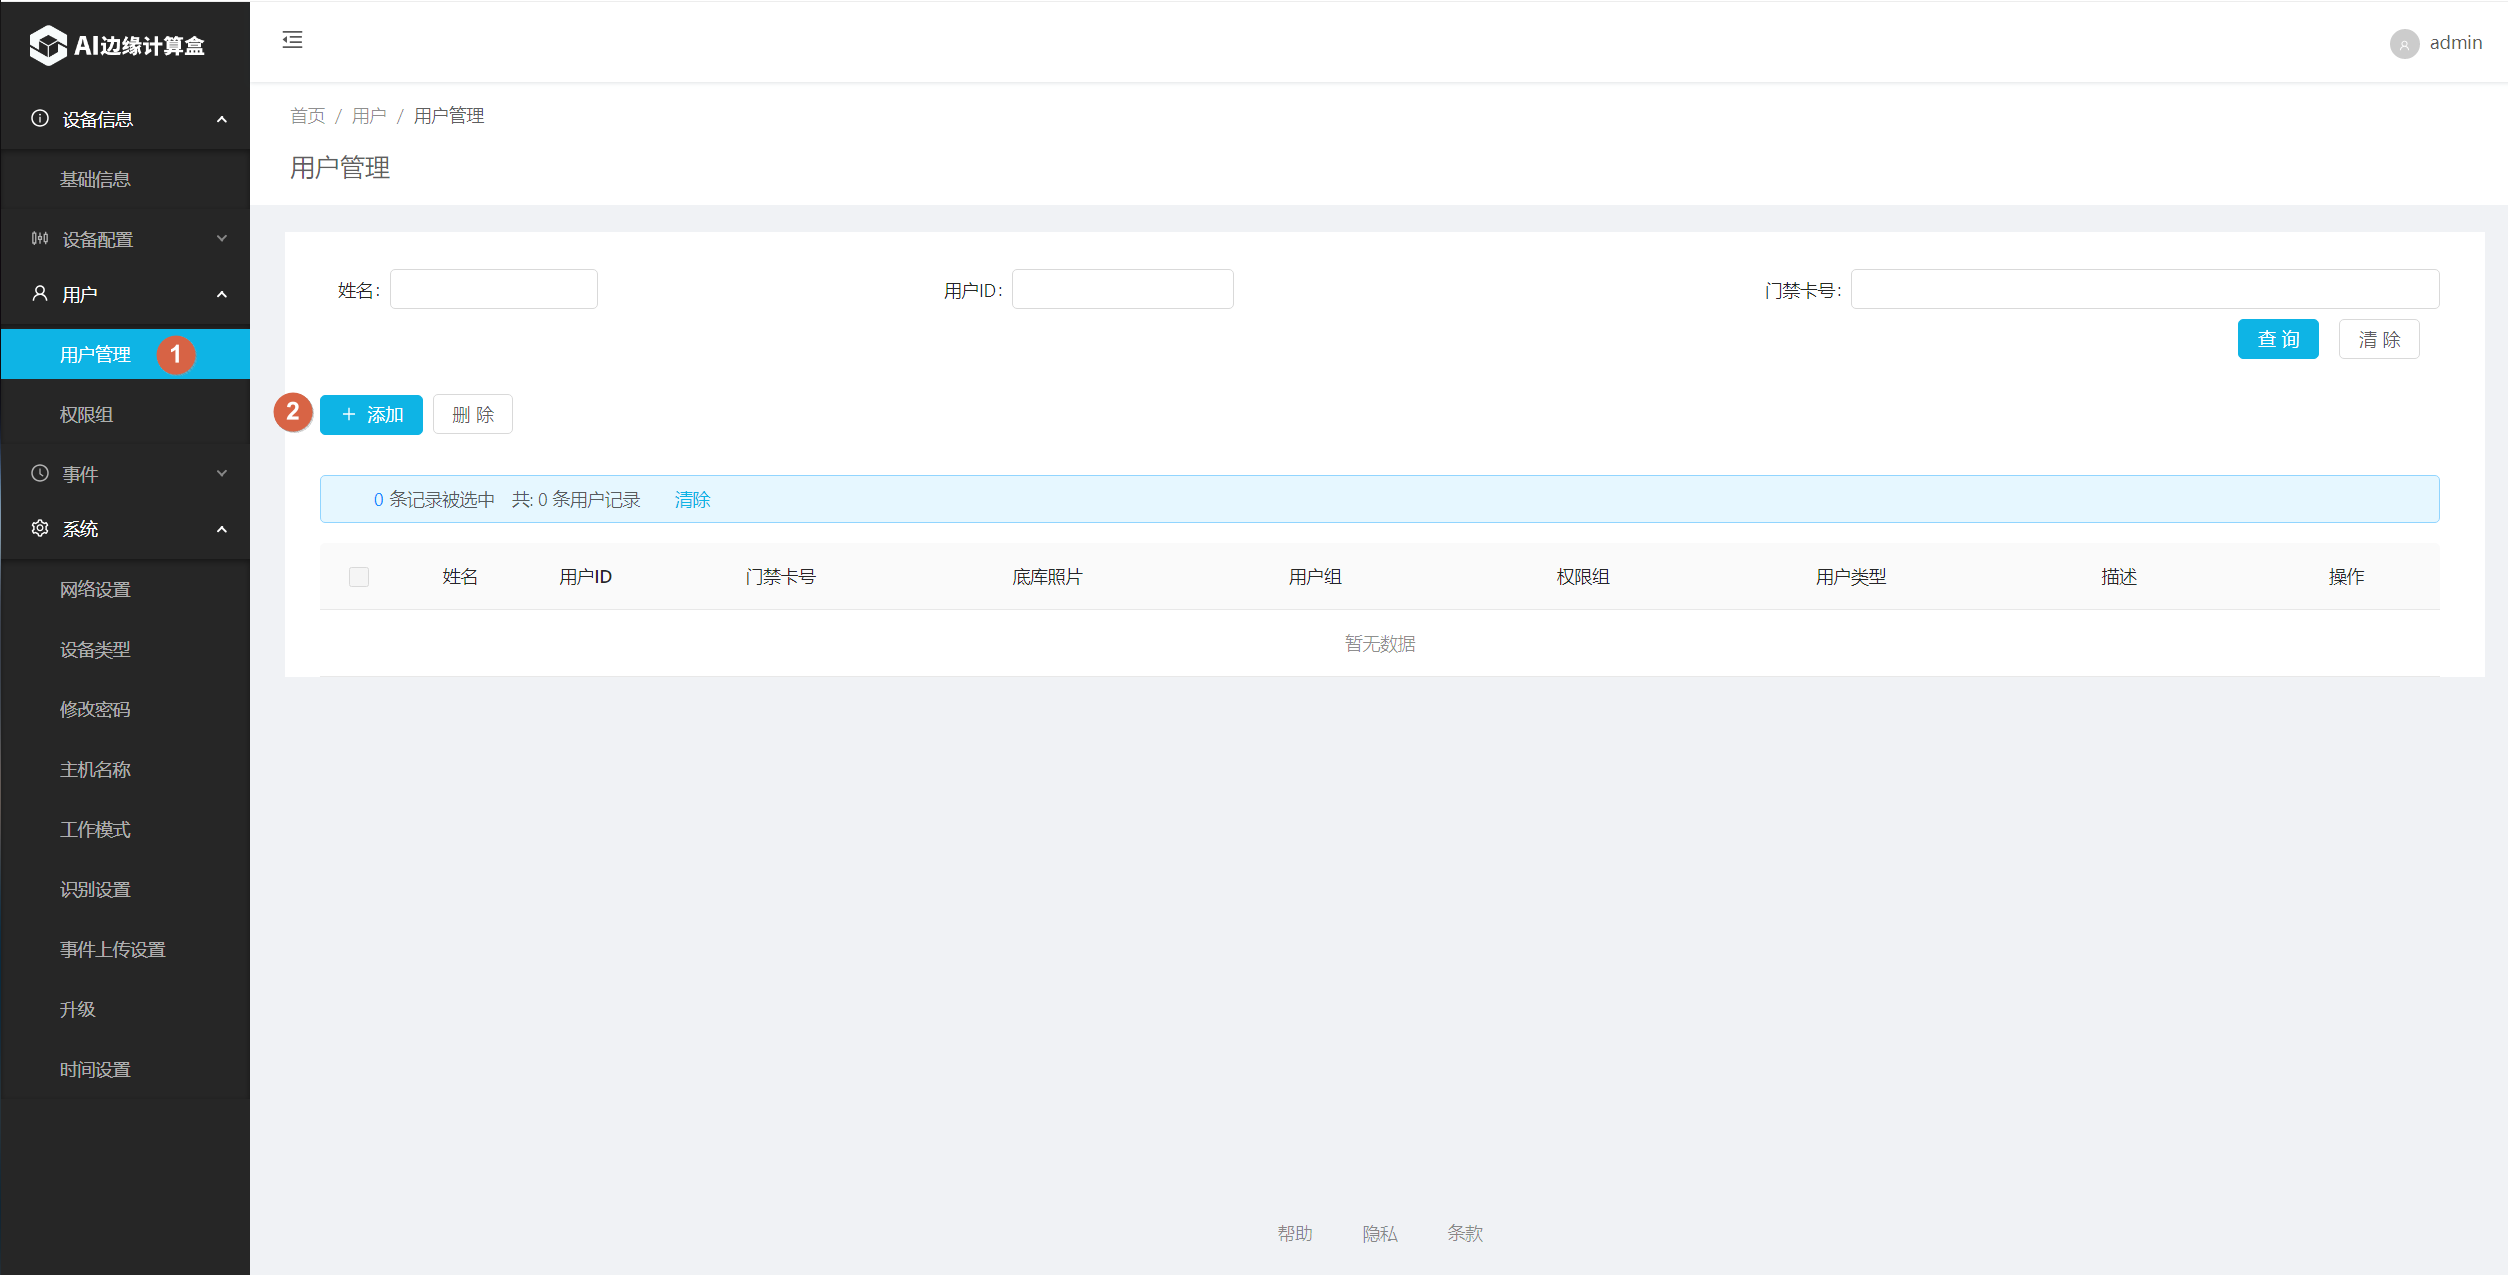 AI边缘计算盒
admin
设备信息
基础信息
设备配置
用户
用户管理 1
权限组
事件
系统
网络设置
设备类型
修改密码
主机名称
工作模式
识别设置
事件上传设置
升级
时间设置
首页 / 用户 / 用户管理
用户管理
姓名: 用户ID: 门禁卡号:
查 询 清 除
2 + 添加 删 除
0 条记录被选中 共: 0 条用户记录 清除
姓名 用户ID 门禁卡号 底库照片 用户组 权限组 用户类型 描述 操作
暂无数据
帮助 隐私 条款